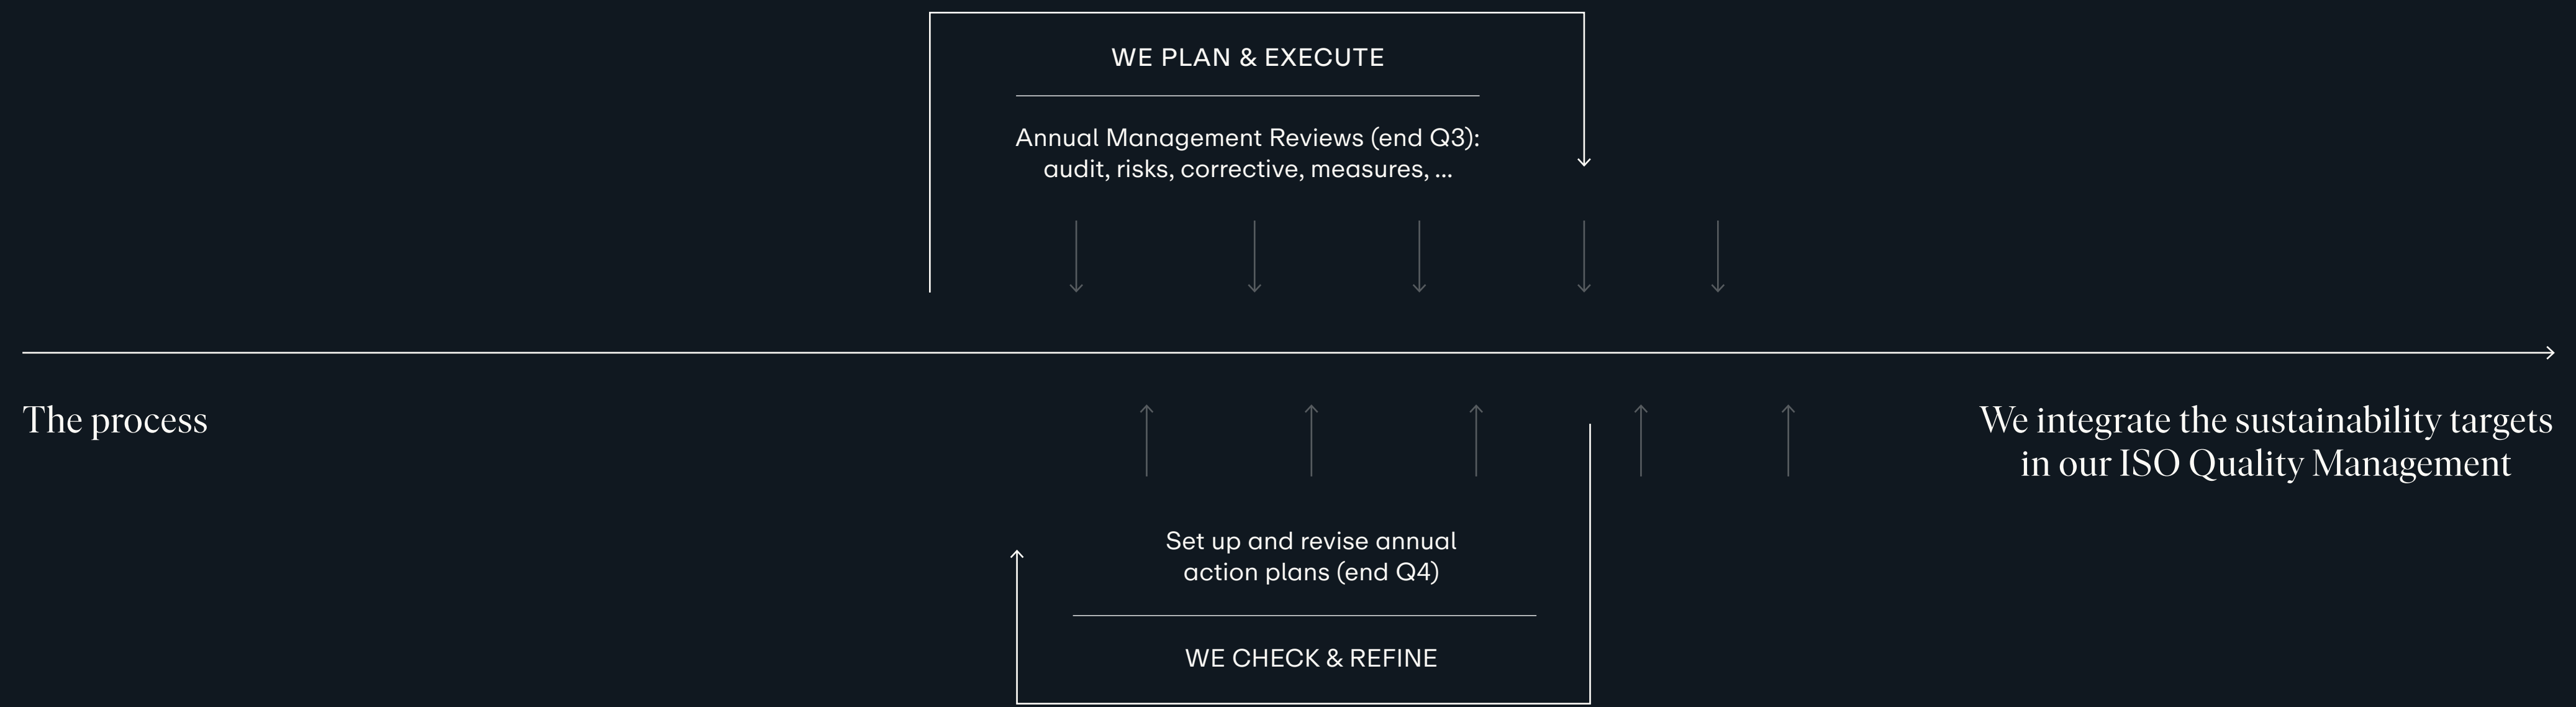 WE PLAN & EXECUTE
Annual Management Reviews (end Q3):
audit, risks, corrective, measures, ...
The process
We integrate the sustainability targets
in our ISO Quality Management
Set up and revise annual
action plans (end Q4)
WE CHECK & REFINE